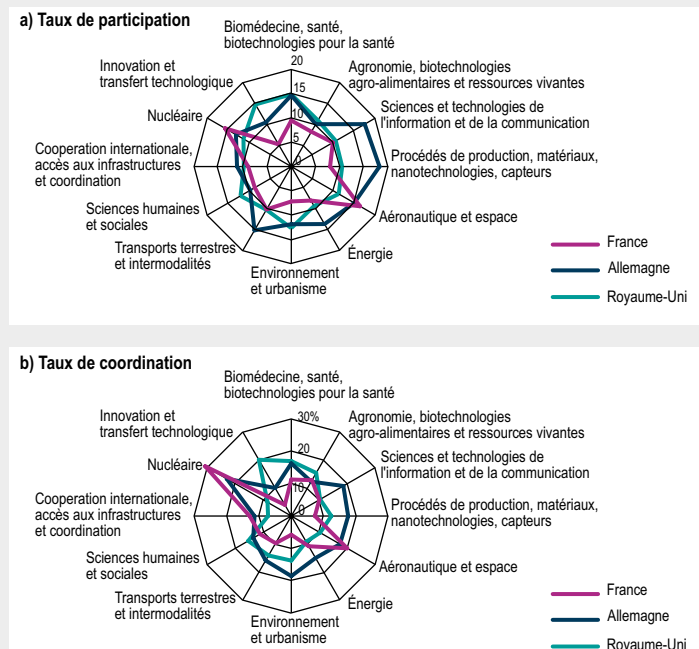 a) Taux de participation
Biomédecine, santé,
biotechnologies pour la santé
20
15
10
5
0
Innovation et
transfert technologique
Agronomie, biotechnologies
agro-alimentaires et ressources vivantes
Nucléaire
Sciences et technologies de
l'information et de la communication
Cooperation internationale,
accès aux infrastructures
et coordination
Procédés de production, matériaux,
nanotechnologies, capteurs
Sciences humaines
et sociales
Aéronautique et espace
Transports terrestres
et intermodalités
Énergie
Environnement
et urbanisme
France
Allemagne
Royaume-Uni
b) Taux de coordination
Biomédecine, santé,
biotechnologies pour la santé
30%
20
10
0
Innovation et
transfert technologique
Agronomie, biotechnologies
agro-alimentaires et ressources vivantes
Nucléaire
Sciences et technologies de
l'information et de la communication
Cooperation internationale,
accès aux infrastructures
et coordination
Procédés de production, matériaux,
nanotechnologies, capteurs
Sciences humaines
et sociales
Aéronautique et espace
Transports terrestres
et intermodalités
Énergie
Environnement
et urbanisme
France
Allemagne
Royaume-Uni